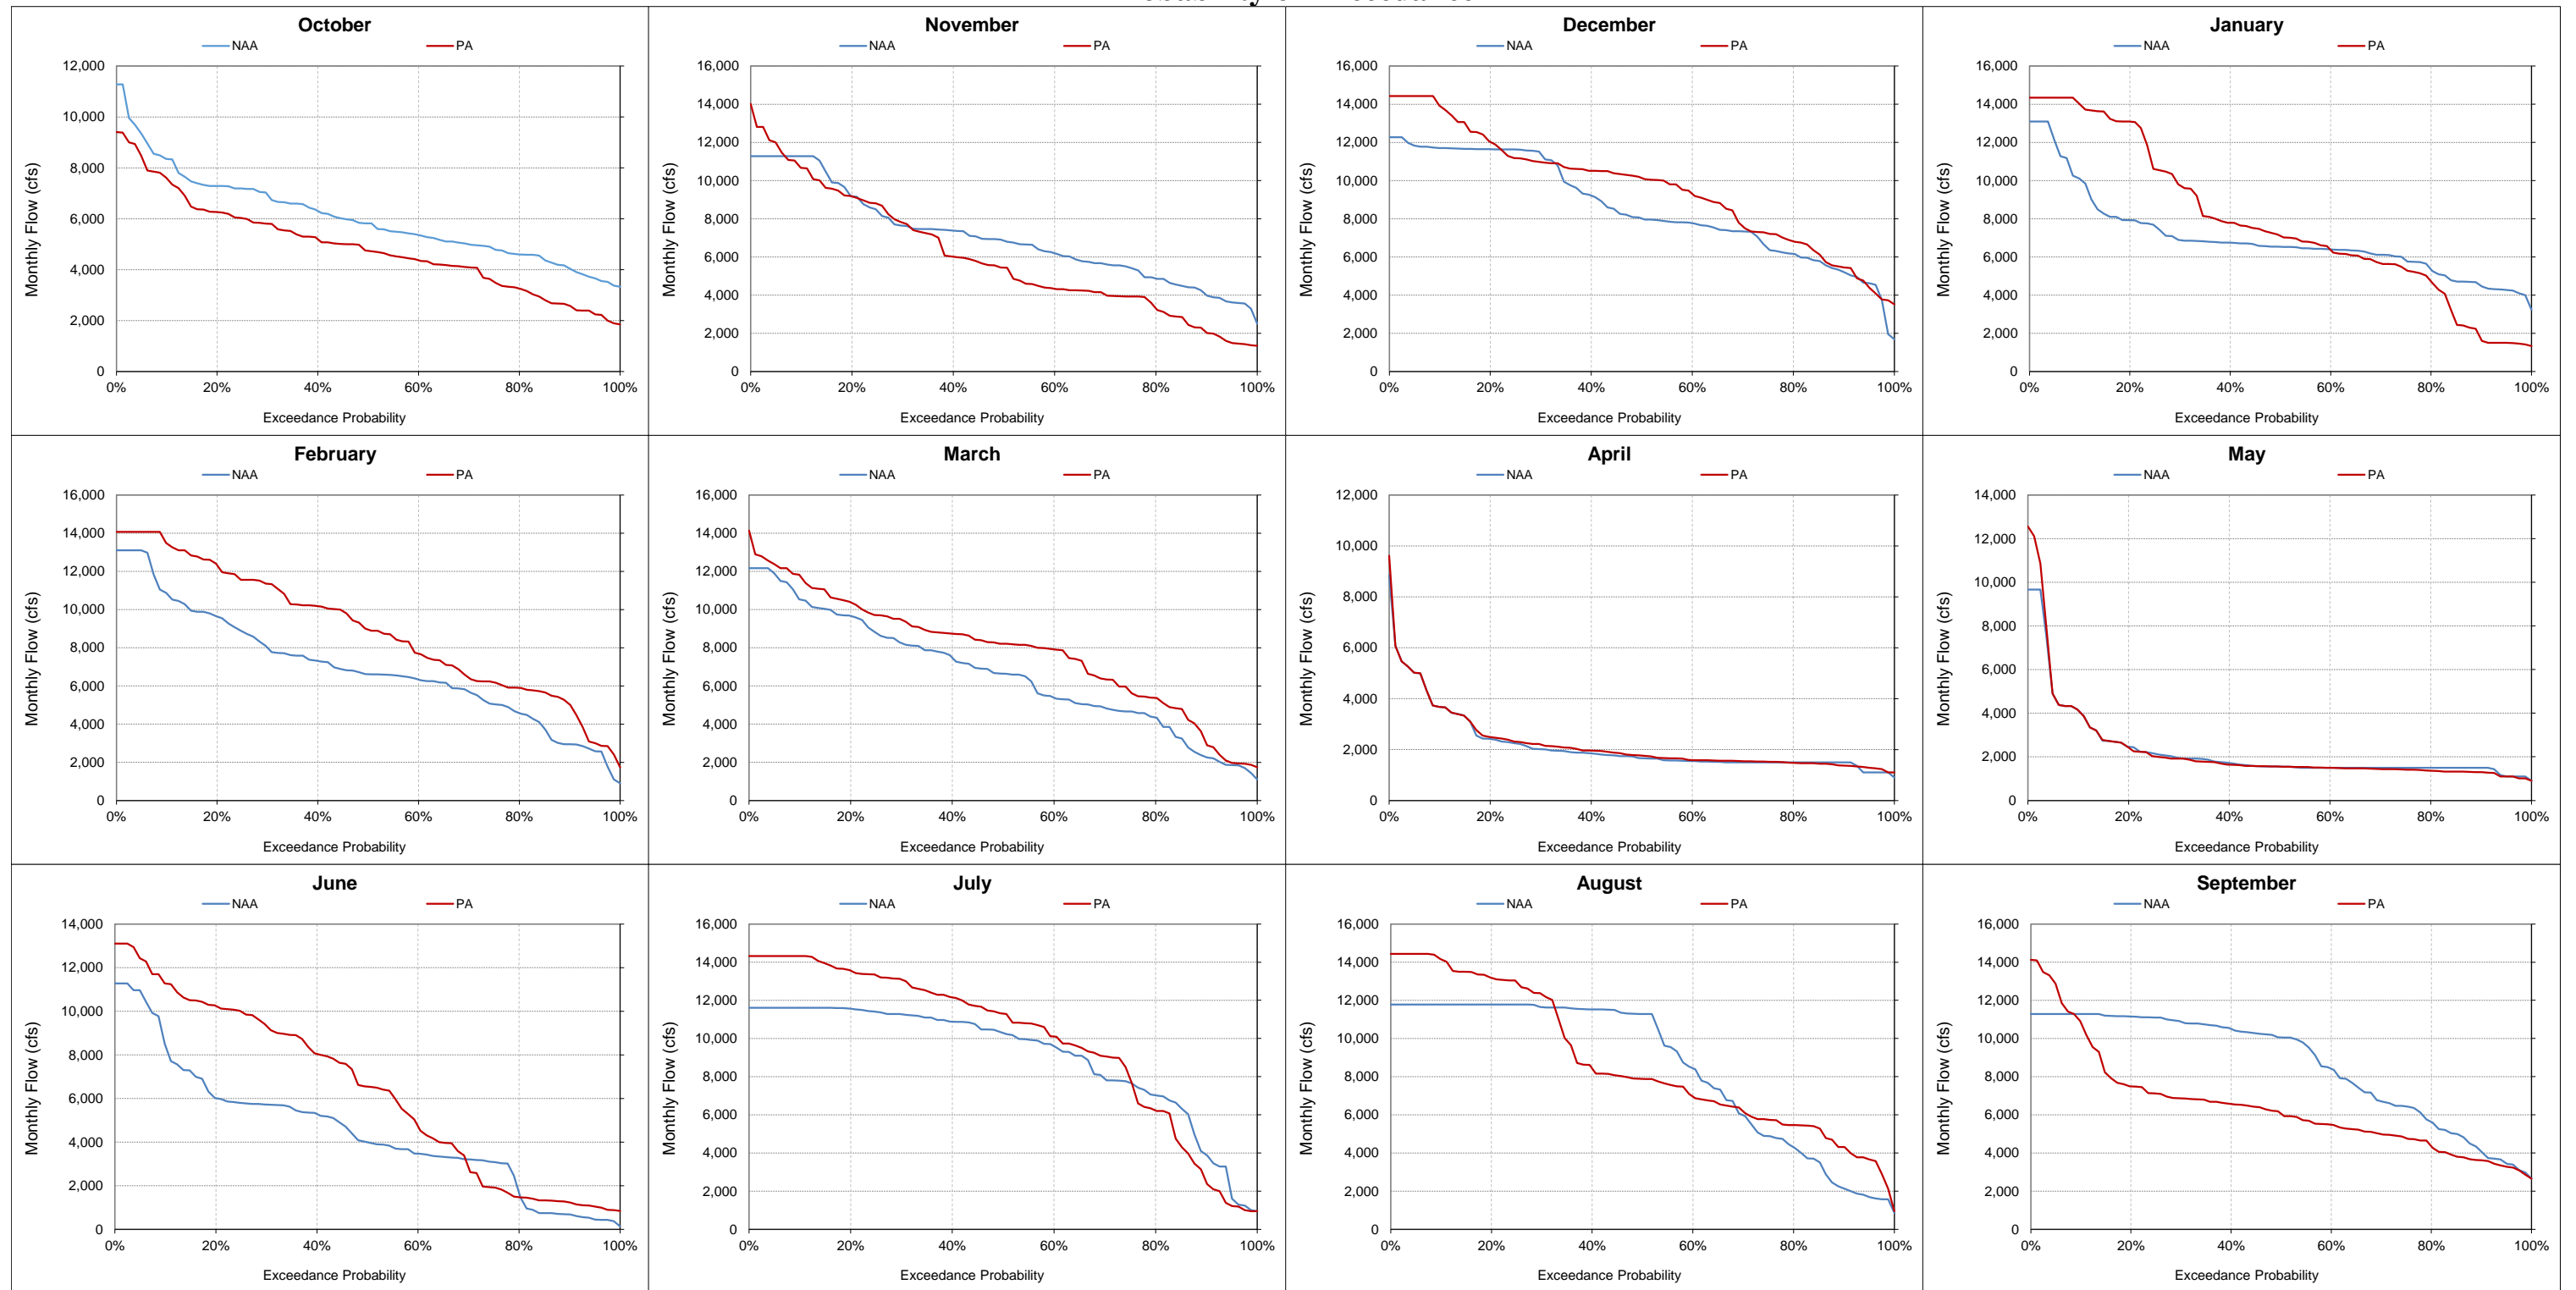 October
NAA PA
12,000
10,000
8,000
6,000
4,000
2,000
0
0% 20% 40% 60% 80% 100%
Monthly Flow (cfs)
Exceedance Probability
November
NAA PA
16,000
14,000
12,000
10,000
8,000
6,000
4,000
2,000
0
0% 20% 40% 60% 80% 100%
Monthly Flow (cfs)
Exceedance Probability
December
NAA PA
16,000
14,000
12,000
10,000
8,000
6,000
4,000
2,000
0
0% 20% 40% 60% 80% 100%
Monthly Flow (cfs)
Exceedance Probability
January
NAA PA
16,000
14,000
12,000
10,000
8,000
6,000
4,000
2,000
0
0% 20% 40% 60% 80% 100%
Monthly Flow (cfs)
Exceedance Probability
February
NAA PA
16,000
14,000
12,000
10,000
8,000
6,000
4,000
2,000
0
0% 20% 40% 60% 80% 100%
Monthly Flow (cfs)
Exceedance Probability
March
NAA PA
16,000
14,000
12,000
10,000
8,000
6,000
4,000
2,000
0
0% 20% 40% 60% 80% 100%
Monthly Flow (cfs)
Exceedance Probability
April
NAA PA
12,000
10,000
8,000
6,000
4,000
2,000
0
0% 20% 40% 60% 80% 100%
Monthly Flow (cfs)
Exceedance Probability
May
NAA PA
14,000
12,000
10,000
8,000
6,000
4,000
2,000
0
0% 20% 40% 60% 80% 100%
Monthly Flow (cfs)
Exceedance Probability
June
NAA PA
14,000
12,000
10,000
8,000
6,000
4,000
2,000
0
0% 20% 40% 60% 80% 100%
Monthly Flow (cfs)
Exceedance Probability
July
NAA PA
16,000
14,000
12,000
10,000
8,000
6,000
4,000
2,000
0
0% 20% 40% 60% 80% 100%
Monthly Flow (cfs)
Exceedance Probability
August
NAA PA
16,000
14,000
12,000
10,000
8,000
6,000
4,000
2,000
0
0% 20% 40% 60% 80% 100%
Monthly Flow (cfs)
Exceedance Probability
September
NAA PA
16,000
14,000
12,000
10,000
8,000
6,000
4,000
2,000
0
0% 20% 40% 60% 80% 100%
Monthly Flow (cfs)
Exceedance Probability